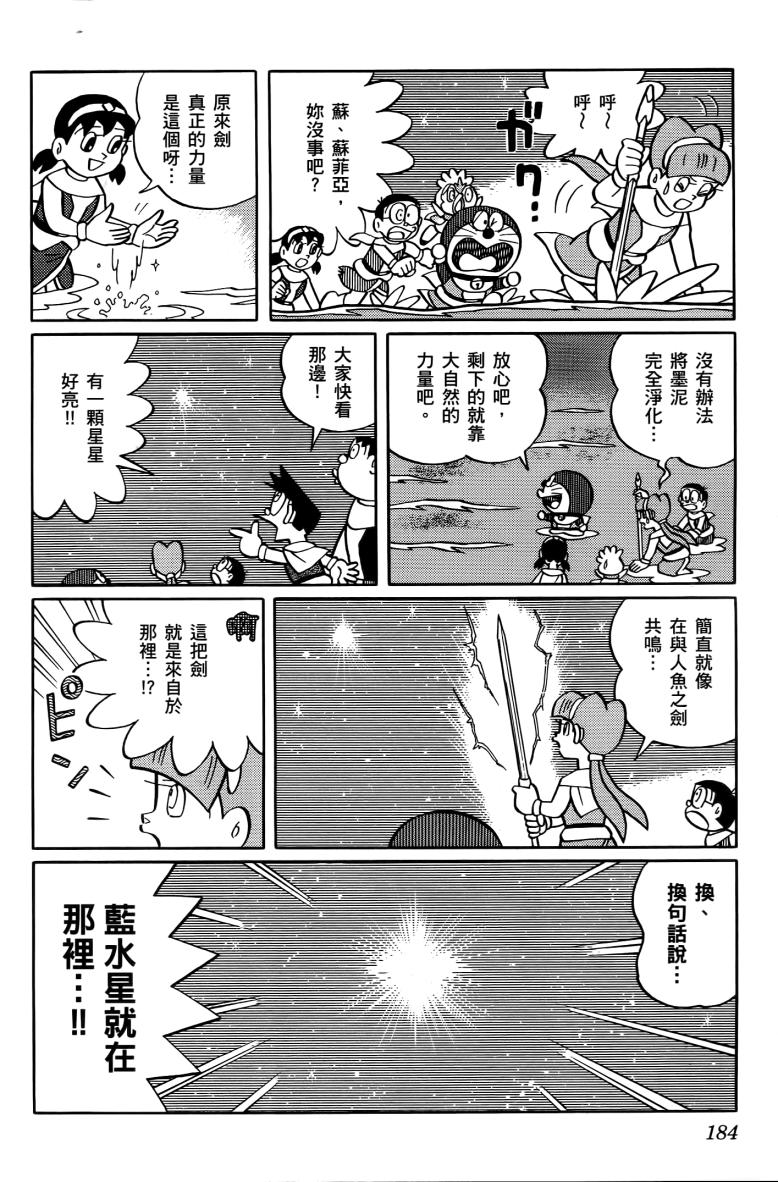 呼～
呼～
ガク‥
蘇、蘇菲亞，
妳沒事吧？
原來劍
真正的力量
是這個呀…
沒有辦法
將墨泥
完全淨化…
放心吧，
剩下的就靠
大自然的
力量吧。
大家快看
那邊！
有一顆星星
好亮!!
簡直就像
在與人魚之劍
共鳴…
啊
這把劍
就是來自於
那裡…!?
ピン
換、
換句話說…
藍水星就在
那裡…!!
184